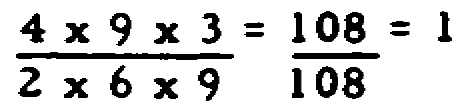 4 x 9 x 3 = 108 = 1
2 x 6 x 9 108